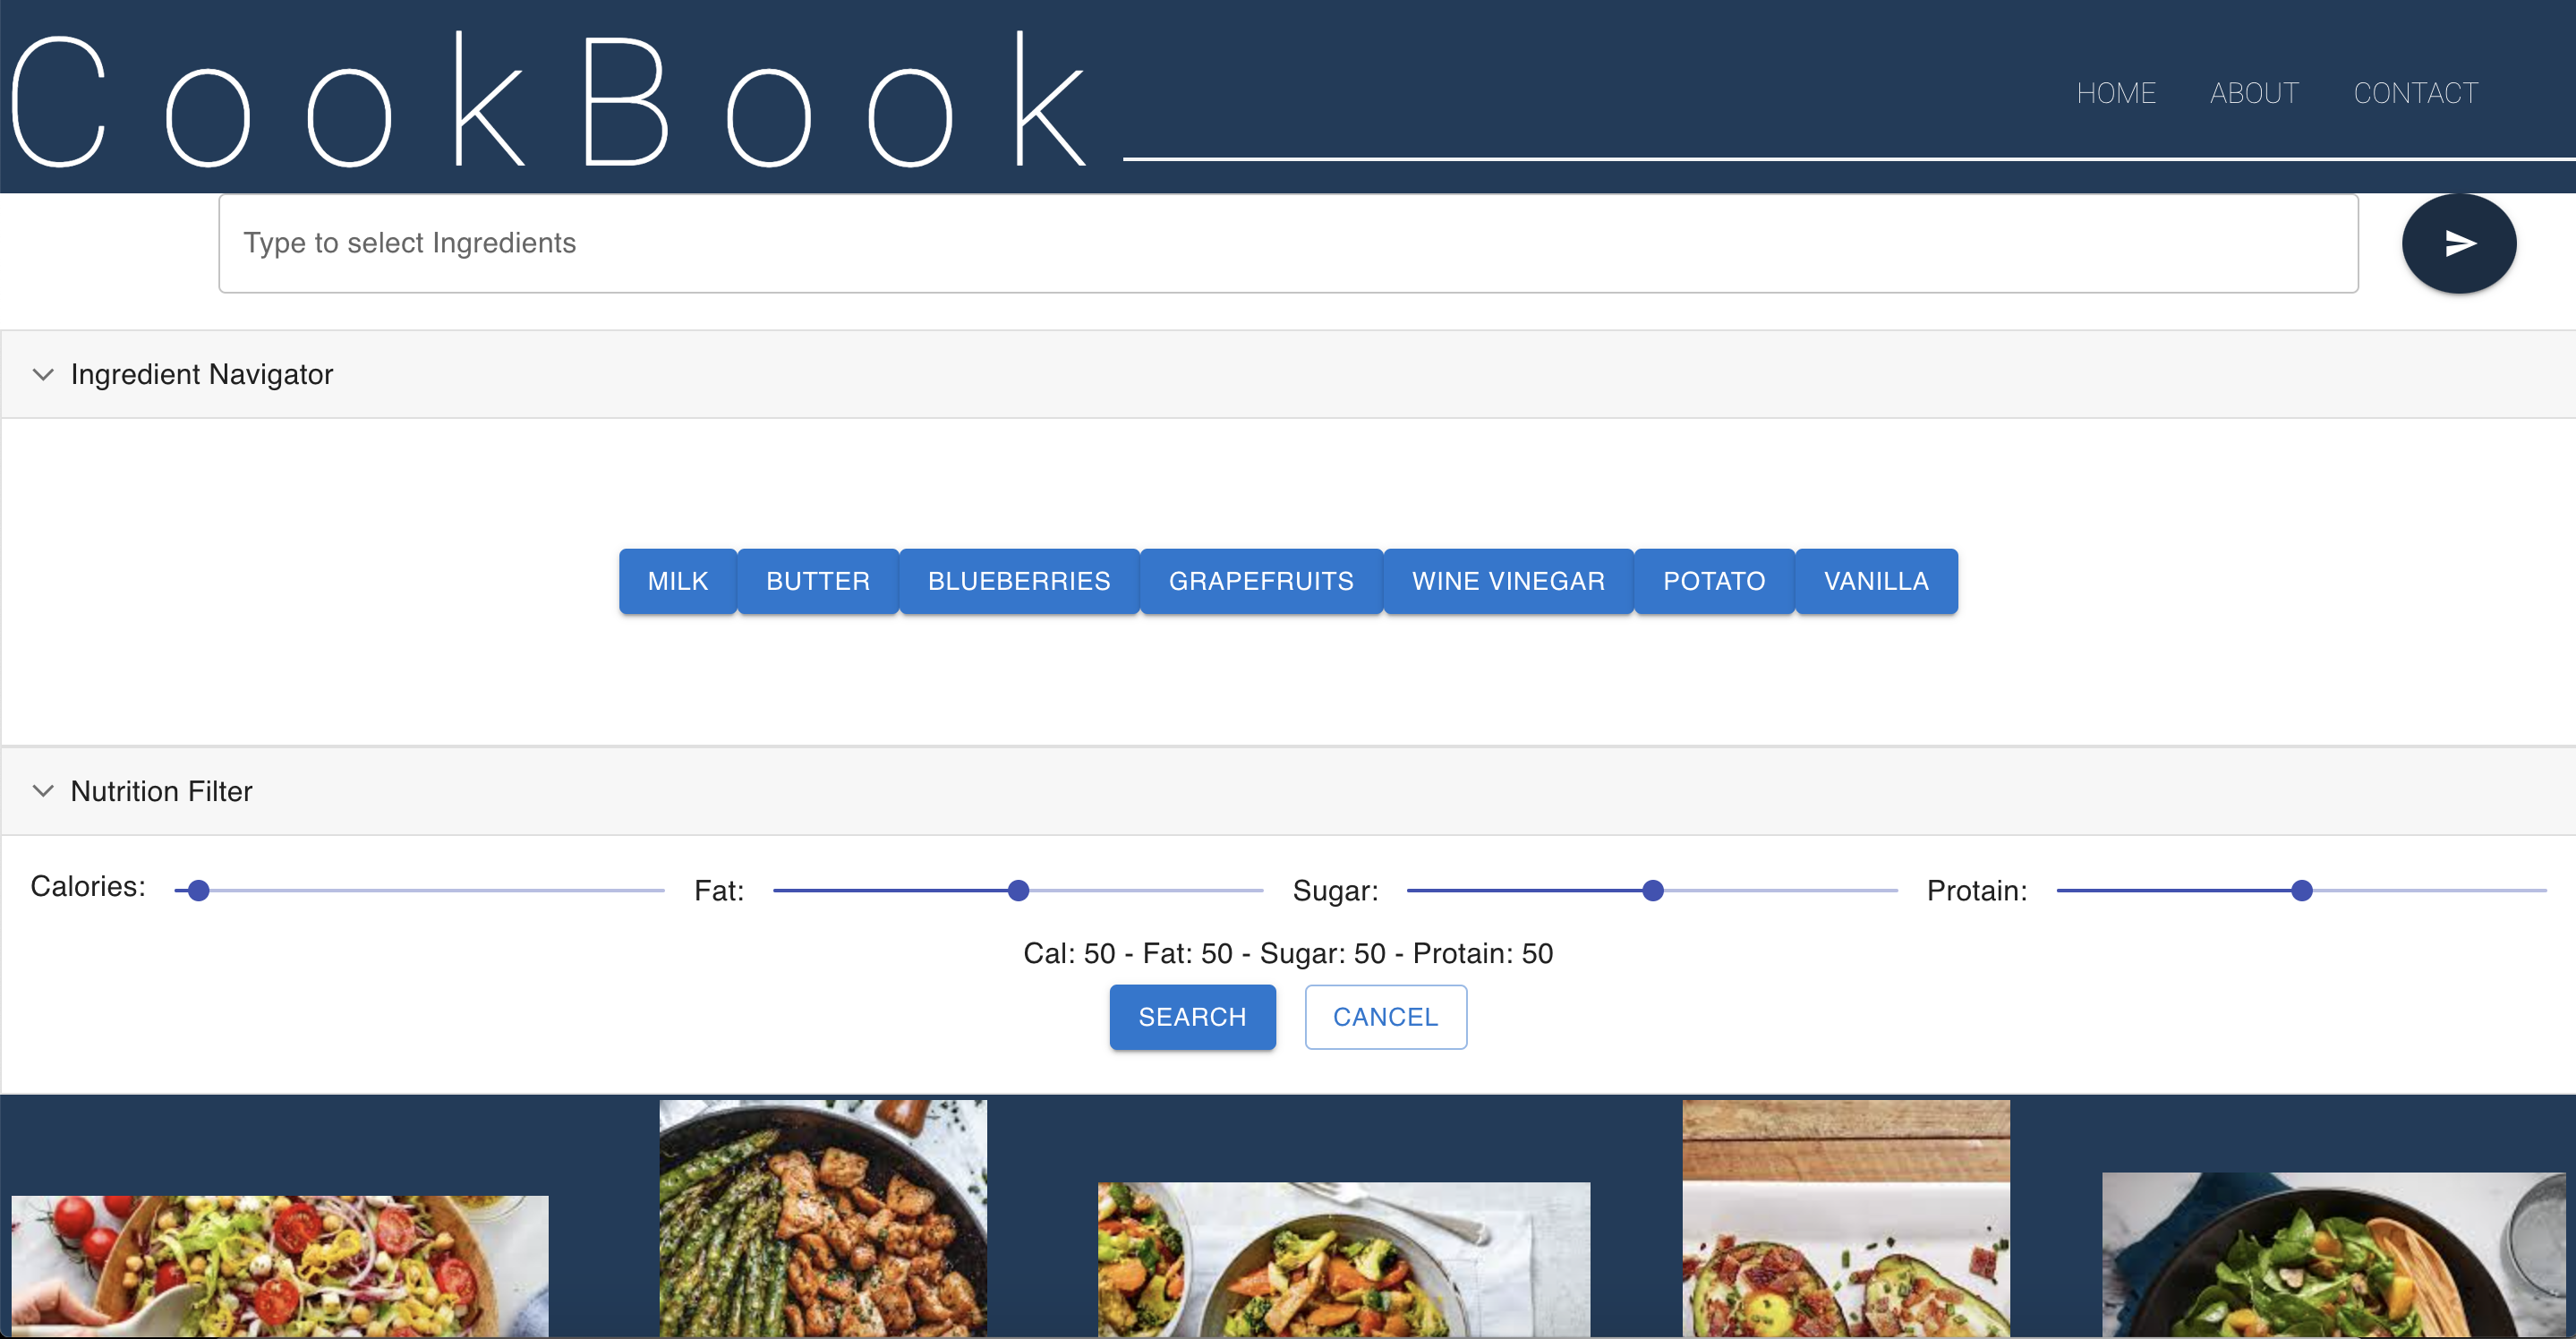 CookBook
HOME ABOUT CONTACT
Type to select Ingredients
Ingredient Navigator
MILK BUTTER BLUEBERRIES GRAPEFRUITS WINE VINEGAR POTATO VANILLA
Nutrition Filter
Calories: Fat: Sugar: Protain:
Cal: 50 - Fat: 50 - Sugar: 50 - Protain: 50
SEARCH CANCEL